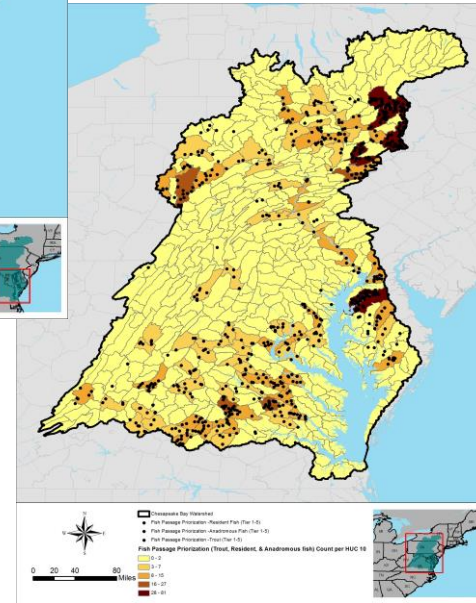 Chesapeake Bay Watershed
Fish Passage Priorization -Resident Fish (Tier 1-5)
Fish Passage Priorization -Anadromous Fish (Tier 1-5)
Fish Passage Priorization -Trout (Tier 1-5)
Fish Passage Priorization (Trout, Resident, & Anadromous fish) Count per HUC 10
0 - 2
3 - 7
8 - 15
16 - 27
28 - 61
0
20
40
80
Miles